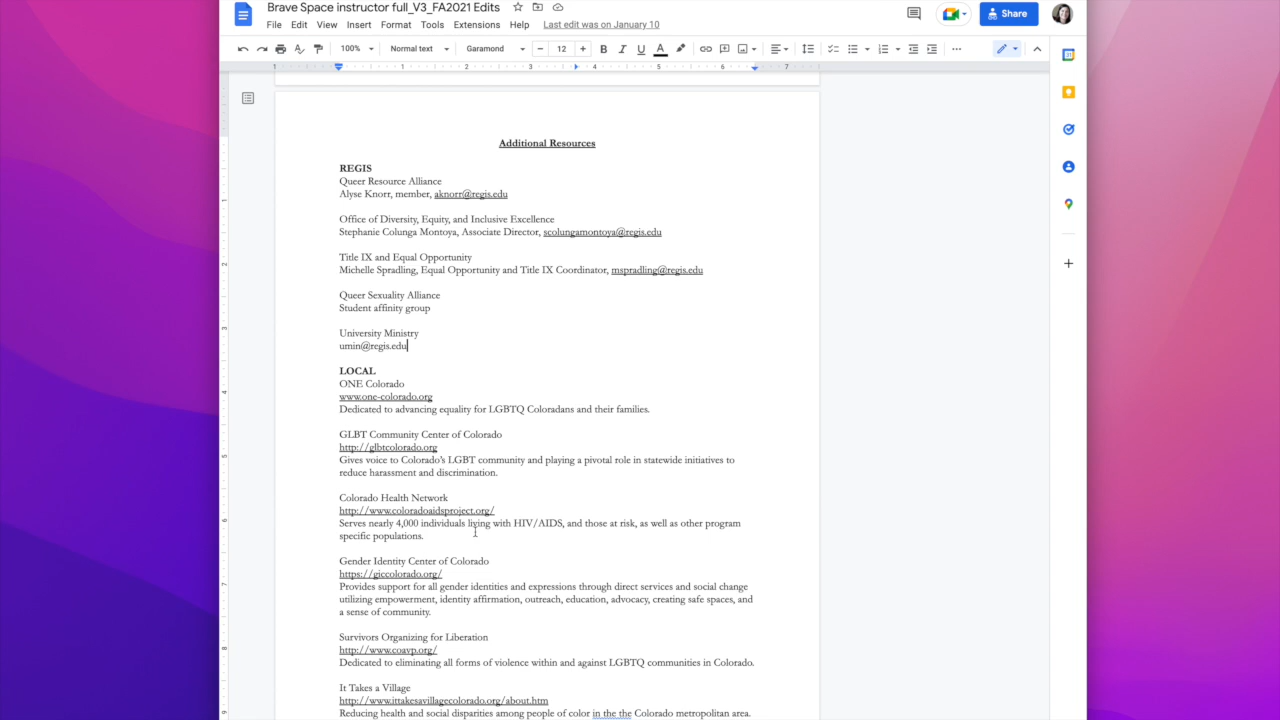 Brave Space instructor full_V3_FA2021 Edits
File Edit View Insert Format Tools Extensions Help Last edit was on January 10
Share
100% Normal text Garamond 12 B I U A
1 1 2 3 4 5 6 7
Additional Resources
REGIS
Queer Resource Alliance
Alyse Knorr, member, aknorr@regis.edu
Office of Diversity, Equity, and Inclusive Excellence
Stephanie Colunga Montoya, Associate Director, scolungamontoya@regis.edu
Title IX and Equal Opportunity
Michelle Spradling, Equal Opportunity and Title IX Coordinator, mspradling@regis.edu
Queer Sexuality Alliance
Student affinity group
University Ministry
umin@regis.edu
LOCAL
ONE Colorado
www.one-colorado.org
Dedicated to advancing equality for LGBTQ Coloradans and their families.
GLBT Community Center of Colorado
http://glbtcolorado.org
Gives voice to Colorado's LGBT community and playing a pivotal role in statewide initiatives to
reduce harassment and discrimination.
Colorado Health Network
http://www.coloradoaidsproject.org/
Serves nearly 4,000 individuals living with HIV/AIDS, and those at risk, as well as other program
specific populations.
Gender Identity Center of Colorado
https://giccolorado.org/
Provides support for all gender identities and expressions through direct services and social change
utilizing empowerment, identity affirmation, outreach, education, advocacy, creating safe spaces, and
a sense of community.
Survivors Organizing for Liberation
http://www.coavp.org/
Dedicated to eliminating all forms of violence within and against LGBTQ communities in Colorado.
It Takes a Village
http://www.ittakesavillagecolorado.org/about.htm
Reducing health and social disparities among people of color in the the Colorado metropolitan area.